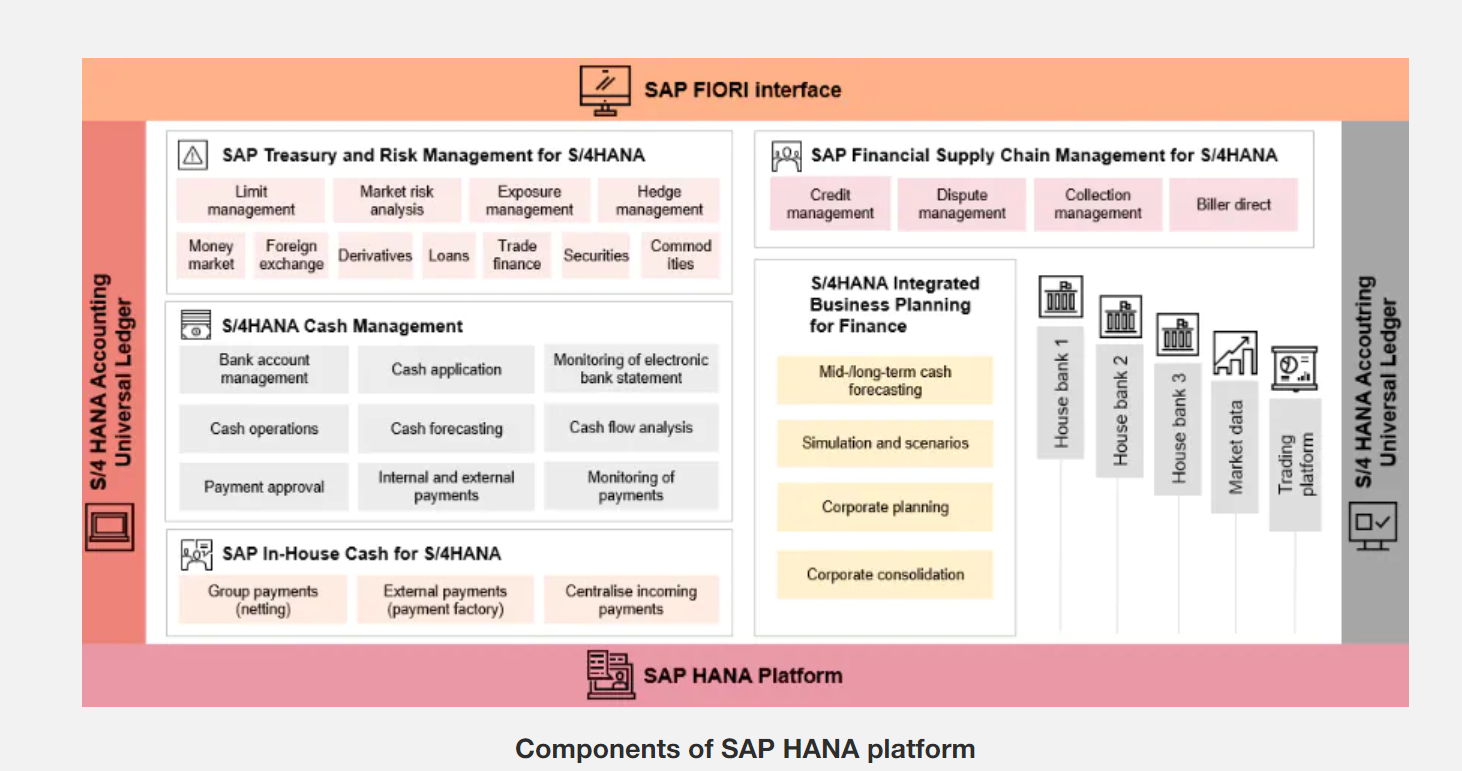 SAP FIORI interface
S/4 HANA Accounting
Universal Ledger
SAP Treasury and Risk Management for S/4HANA
Limit
management
Market risk
analysis
Exposure
management
Hedge
management
Money
market
Foreign
exchange
Derivatives
Loans
Trade
finance
Securities
Commod
ities
S/4HANA Cash Management
Bank account
management
Cash application
Monitoring of electronic
bank statement
Cash operations
Cash forecasting
Cash flow analysis
Payment approval
Internal and external
payments
Monitoring of
payments
SAP In-House Cash for S/4HANA
Group payments
(netting)
External payments
(payment factory)
Centralise incoming
payments
SAP Financial Supply Chain Management for S/4HANA
Credit
management
Dispute
management
Collection
management
Biller direct
S/4HANA Integrated
Business Planning
for Finance
Mid-/long-term cash
forecasting
Simulation and scenarios
Corporate planning
Corporate consolidation
House bank 1
House bank 2
House bank 3
Market data
Trading
platform
S/4 HANA Accoutring
Universal Ledger
SAP HANA Platform
Components of SAP HANA platform